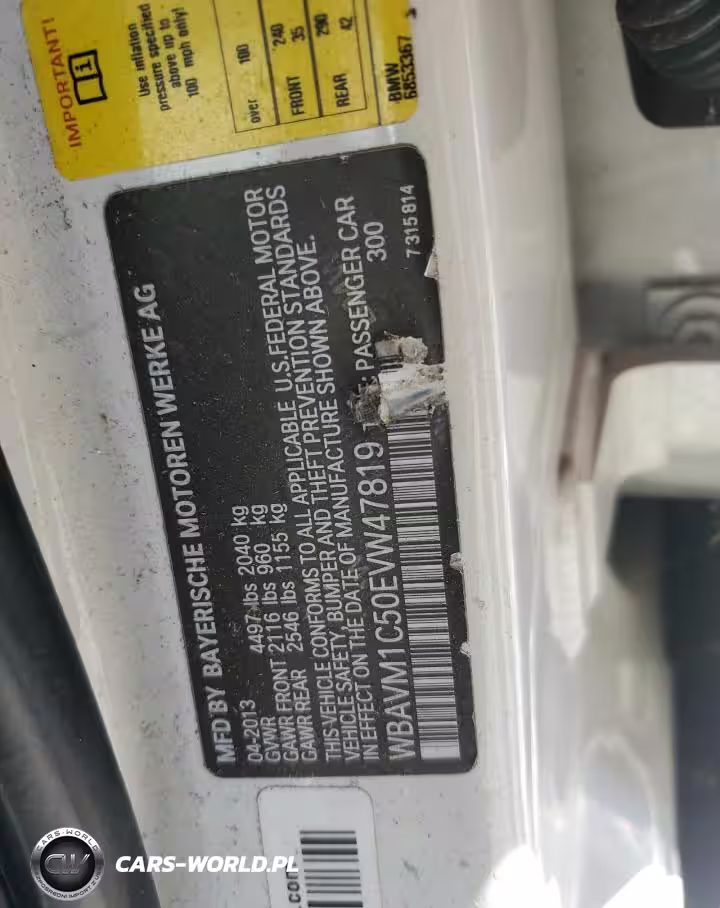 IMPORTANT!
Use inflation
pressure specified
above up to
100 mph only!
over 100
240
FRONT 35
290
REAR 42
BMW
6853367
MFD BY BAYERISCHE MOTOREN WERKE AG
04-2013
GVWR 4497 lbs 2040 kg
GAWR FRONT 2116 lbs 960 kg
GAWR REAR 2546 lbs 1155 kg
THIS VEHICLE CONFORMS TO ALL APPLICABLE U.S. FEDERAL MOTOR
VEHICLE SAFETY, BUMPER AND THEFT PREVENTION STANDARDS
IN EFFECT ON THE DATE OF MANUFACTURE SHOWN ABOVE.
WBAVM1C50EVW47819 : PASSENGER CAR
300
7 315 814
CARS-WORLD
CW
CARS-WORLD.PL